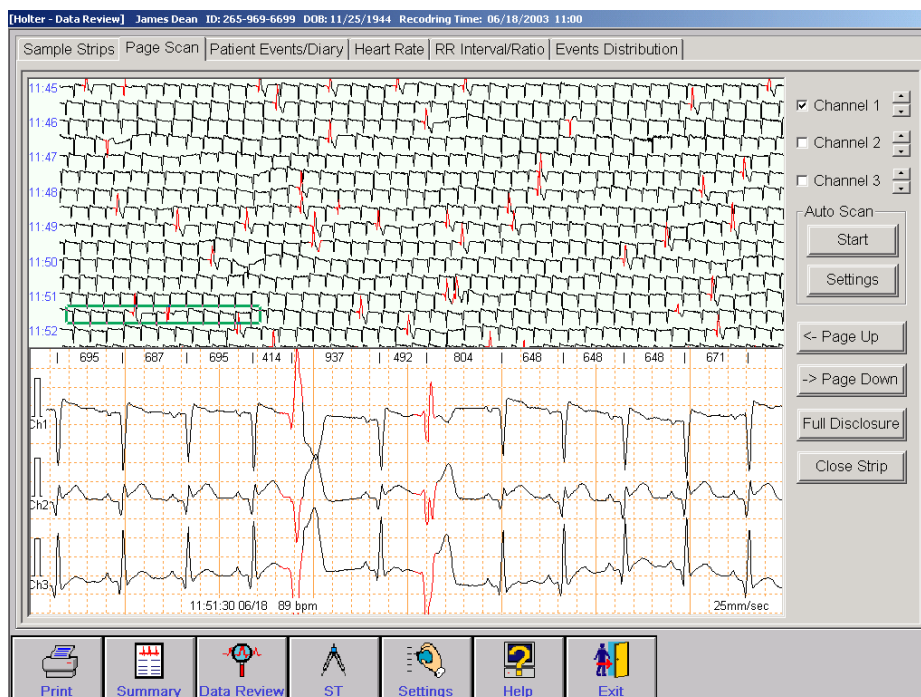 [Holter - Data Review] James Dean ID: 265-969-6699 DOB: 11/25/1944 Recodring Time: 06/18/2003 11:00
Sample Strips Page Scan Patient Events/Diary Heart Rate RR Interval/Ratio Events Distribution
11:45
11:46
11:47
11:48
11:49
11:50
11:51
11:52
Channel 1
Channel 2
Channel 3
Auto Scan
Start
Settings
<- Page Up
-> Page Down
Full Disclosure
Close Strip
695 687 695 414 937 492 804 648 648 648 671
Ch1
Ch2
Ch3
11:51:30 06/18 89 bpm 25mm/sec
Print Summary Data Review ST Settings Help Exit